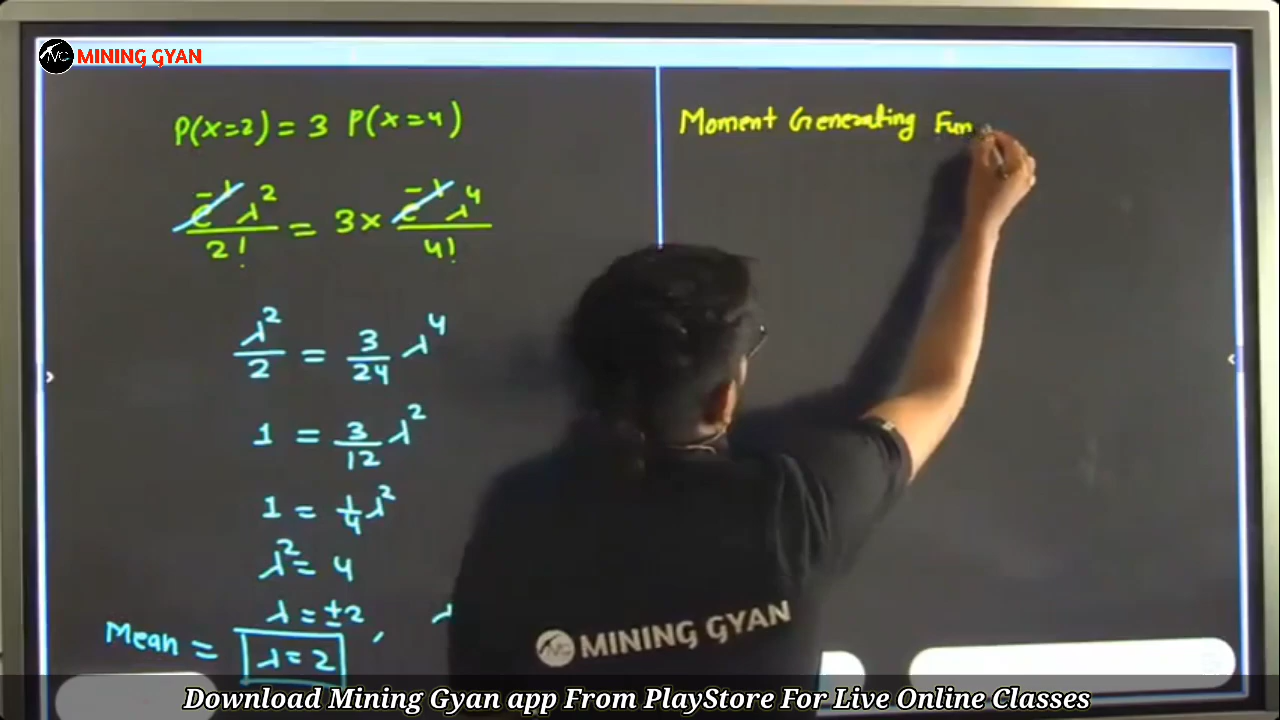 MINING GYAN
P(x=2) = 3 P(x=4)
e^-λ λ^2 / 2! = 3 × e^-λ λ^4 / 4!
λ^2 / 2 = 3/24 λ^4
1 = 3/12 λ^2
1 = 1/4 λ^2
λ^2 = 4
λ = ±2, λ
Mean = λ = 2
Moment Generating Fun
MINING GYAN
Download Mining Gyan app From PlayStore For Live Online Classes